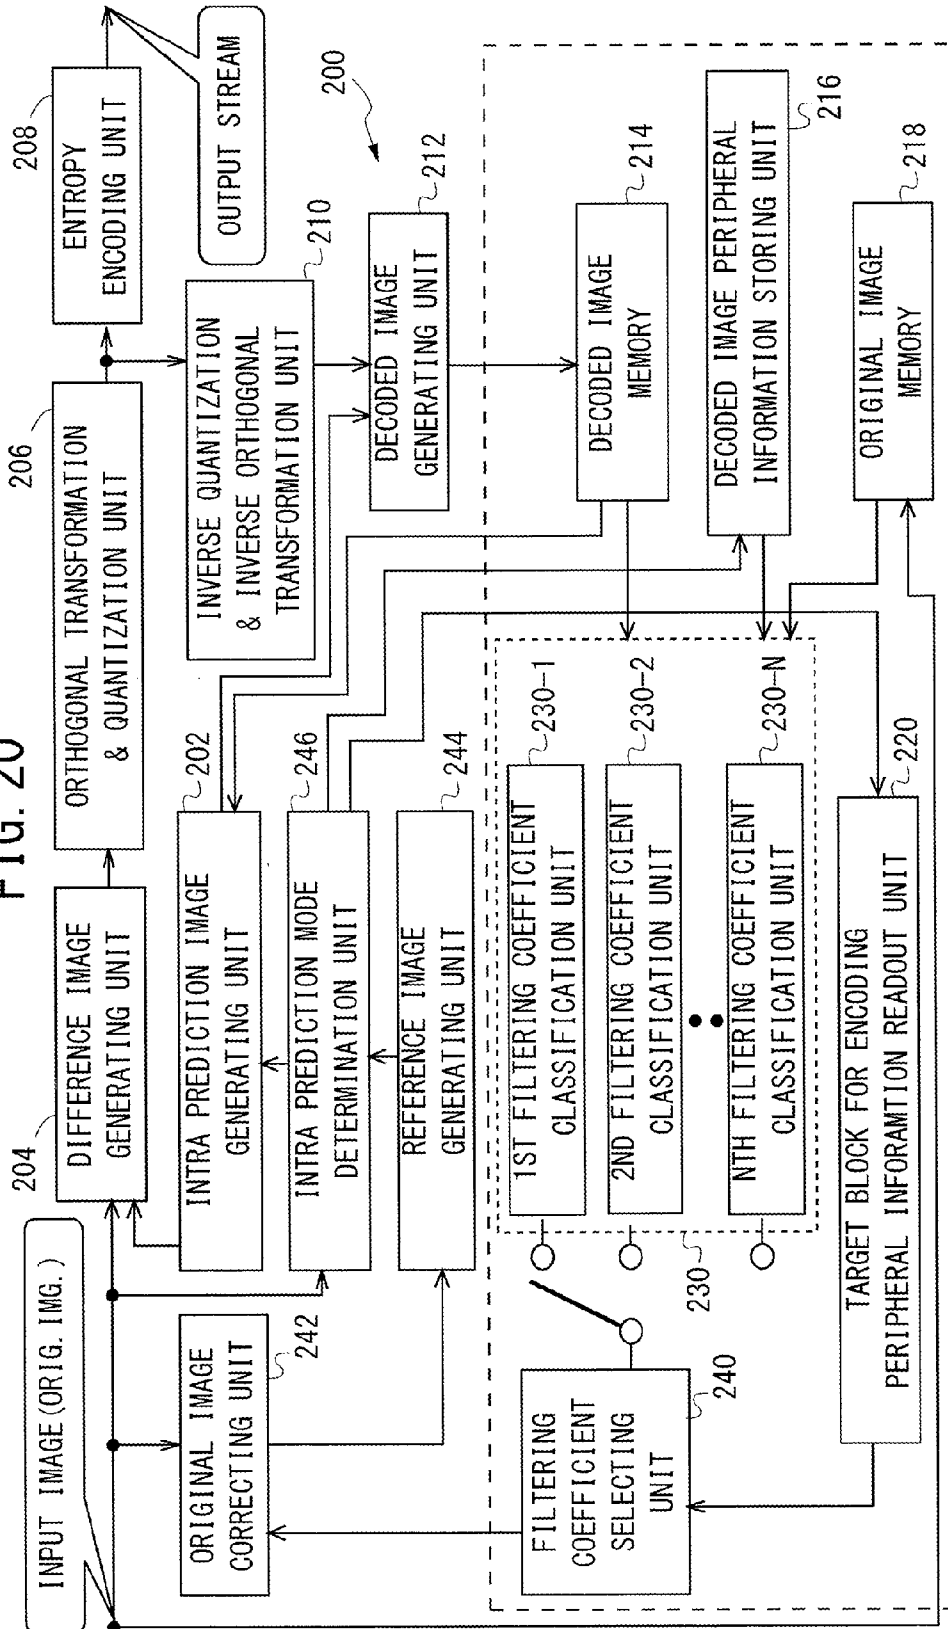 FIG. 20
INPUT IMAGE(ORIG. IMG.)
204
DIFFERENCE IMAGE
GENERATING UNIT
206
ORTHOGONAL TRANSFORMATION
& QUANTIZATION UNIT
208
ENTROPY
ENCODING UNIT
OUTPUT STREAM
200
ORIGINAL IMAGE
CORRECTING UNIT
242
INTRA PREDICTION IMAGE
GENERATING UNIT
202
INTRA PREDICTION MODE
DETERMINATION UNIT
246
REFERENCE IMAGE
GENERATING UNIT
244
INVERSE QUANTIZATION
& INVERSE ORTHOGONAL
TRANSFORMATION UNIT
210
DECODED IMAGE
GENERATING UNIT
212
FILTERING
COEFFICIENT
SELECTING
UNIT
240
230
1ST FILTERING COEFFICIENT
CLASSIFICATION UNIT
230-1
2ND FILTERING COEFFICIENT
CLASSIFICATION UNIT
230-2
NTH FILTERING COEFFICIENT
CLASSIFICATION UNIT
230-N
DECODED IMAGE
MEMORY
214
DECODED IMAGE PERIPHERAL
INFORMATION STORING UNIT
216
ORIGINAL IMAGE
MEMORY
218
TARGET BLOCK FOR ENCODING
PERIPHERAL INFORAMTION READOUT UNIT
220